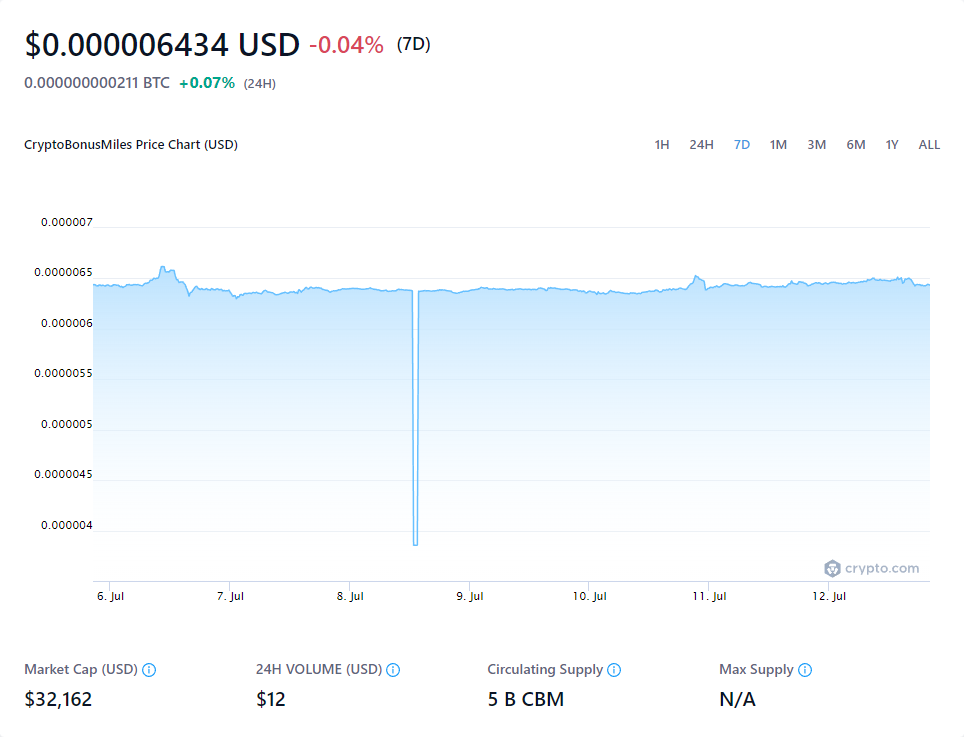 $0.000006434 USD -0.04% (7D)
0.000000000211 BTC +0.07% (24H)
CryptoBonusMiles Price Chart (USD) 1H 24H 7D 1M 3M 6M 1Y ALL
0.000007
0.0000065
0.000006
0.0000055
0.000005
0.0000045
0.000004
crypto.com
6. Jul 7. Jul 8. Jul 9. Jul 10. Jul 11. Jul 12. Jul
Market Cap (USD) 24H VOLUME (USD) Circulating Supply Max Supply
$32,162 $12 5 B CBM N/A